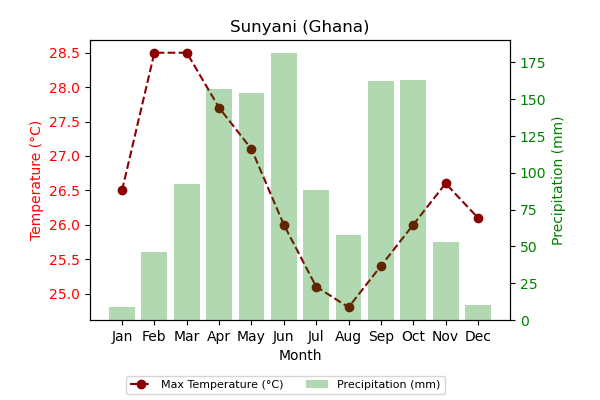 Sunyani (Ghana)
Temperature (°C)
28.5
28.0
27.5
27.0
26.5
26.0
25.5
25.0
175
150
125
100
75
50
25
0
Precipitation (mm)
Jan Feb Mar Apr May Jun Jul Aug Sep Oct Nov Dec
Month
Max Temperature (°C) Precipitation (mm)